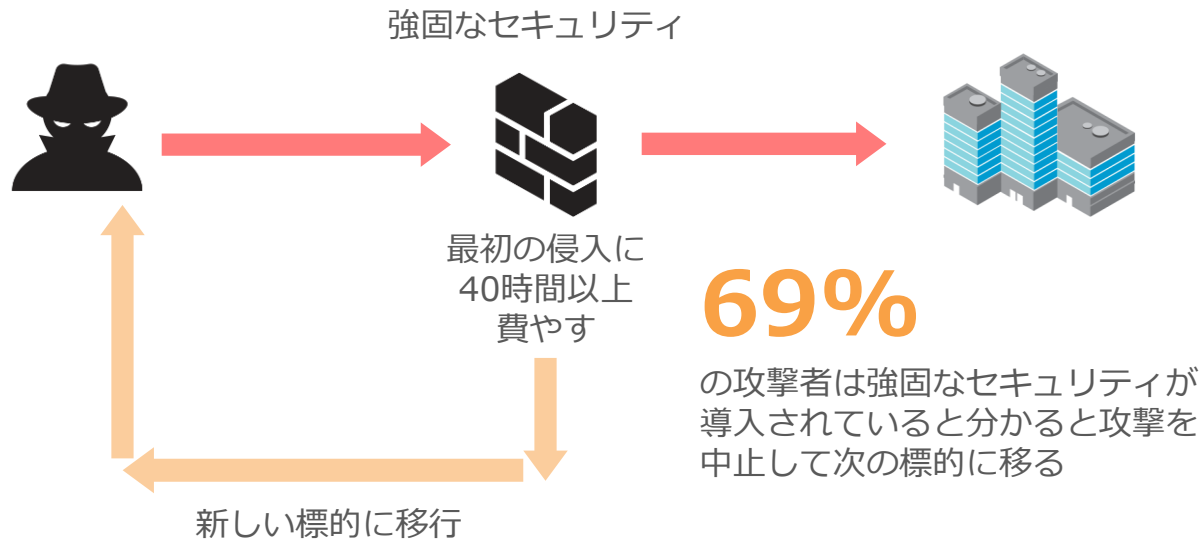 強固なセキュリティ
最初の侵入に
40時間以上
費やす
69%
の攻撃者は強固なセキュリティが
導入されていると分かると攻撃を
中止して次の標的に移る
新しい標的に移行